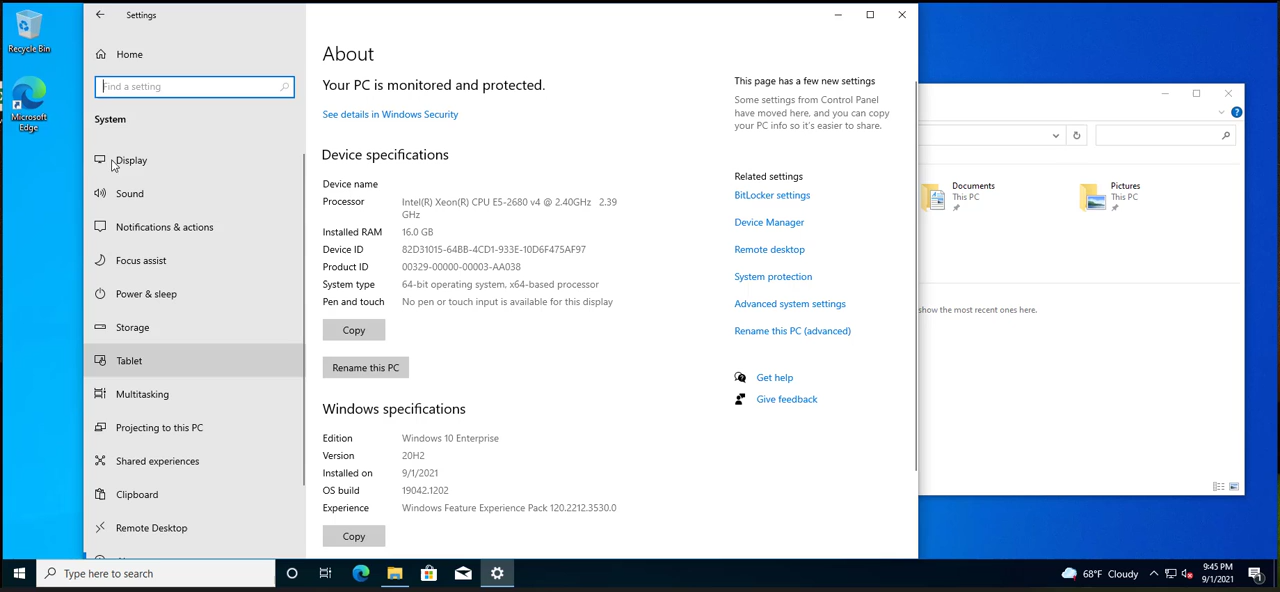 Recycle Bin
Microsoft
Edge
Settings
Home
Find a setting
System
Display
Sound
Notifications & actions
Focus assist
Power & sleep
Storage
Tablet
Multitasking
Projecting to this PC
Shared experiences
Clipboard
Remote Desktop
About
Your PC is monitored and protected.
See details in Windows Security
Device specifications
Device name
Processor Intel(R) Xeon(R) CPU E5-2680 v4 @ 2.40GHz 2.39
GHz
Installed RAM 16.0 GB
Device ID 82D31015-64BB-4CD1-933E-10D6F475AF97
Product ID 00329-00000-00003-AA038
System type 64-bit operating system, x64-based processor
Pen and touch No pen or touch input is available for this display
Copy
Rename this PC
Windows specifications
Edition Windows 10 Enterprise
Version 20H2
Installed on 9/1/2021
OS build 19042.1202
Experience Windows Feature Experience Pack 120.2212.3530.0
Copy
This page has a few new settings
Some settings from Control Panel
have moved here, and you can copy
your PC info so it's easier to share.
Related settings
BitLocker settings
Device Manager
Remote desktop
System protection
Advanced system settings
Rename this PC (advanced)
Get help
Give feedback
Documents
This PC
Pictures
This PC
show the most recent ones here.
Type here to search
68°F Cloudy
9:45 PM
9/1/2021
1